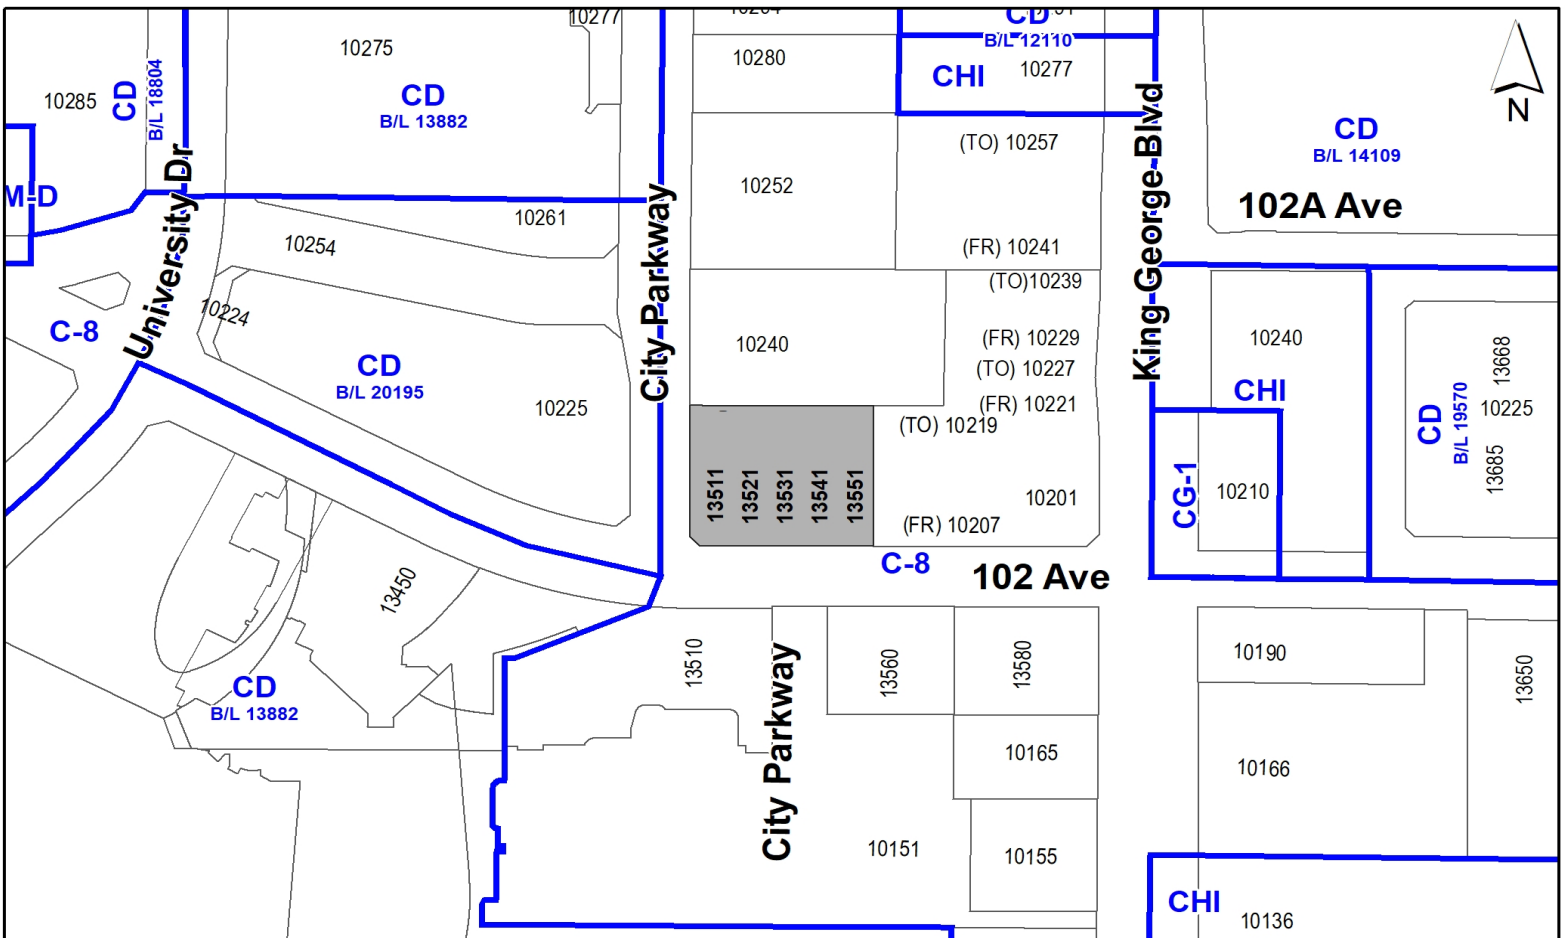 10277
CD
B/L 12110
10275
10280
CHI
10277
10285
CD
B/L 18804
CD
B/L 13882
N
CD
B/L 14109
(TO) 10257
10252
102A Ave
M-D
University Dr
City Parkway
King George Blvd
10261
10254
(FR) 10241
(TO)10239
10224
C-8
10240
(FR) 10229
(TO) 10227
10240
CHI
13668
CD
B/L 20195
10225
(FR) 10221
(TO) 10219
CD
B/L 19570
10225
13685
13511
13521
13531
13541
13551
10201
(FR) 10207
CG-1
10210
C-8
102 Ave
13450
13510
City Parkway
13560
13580
10190
13650
CD
B/L 13882
10165
10166
10151
10155
CHI
10136